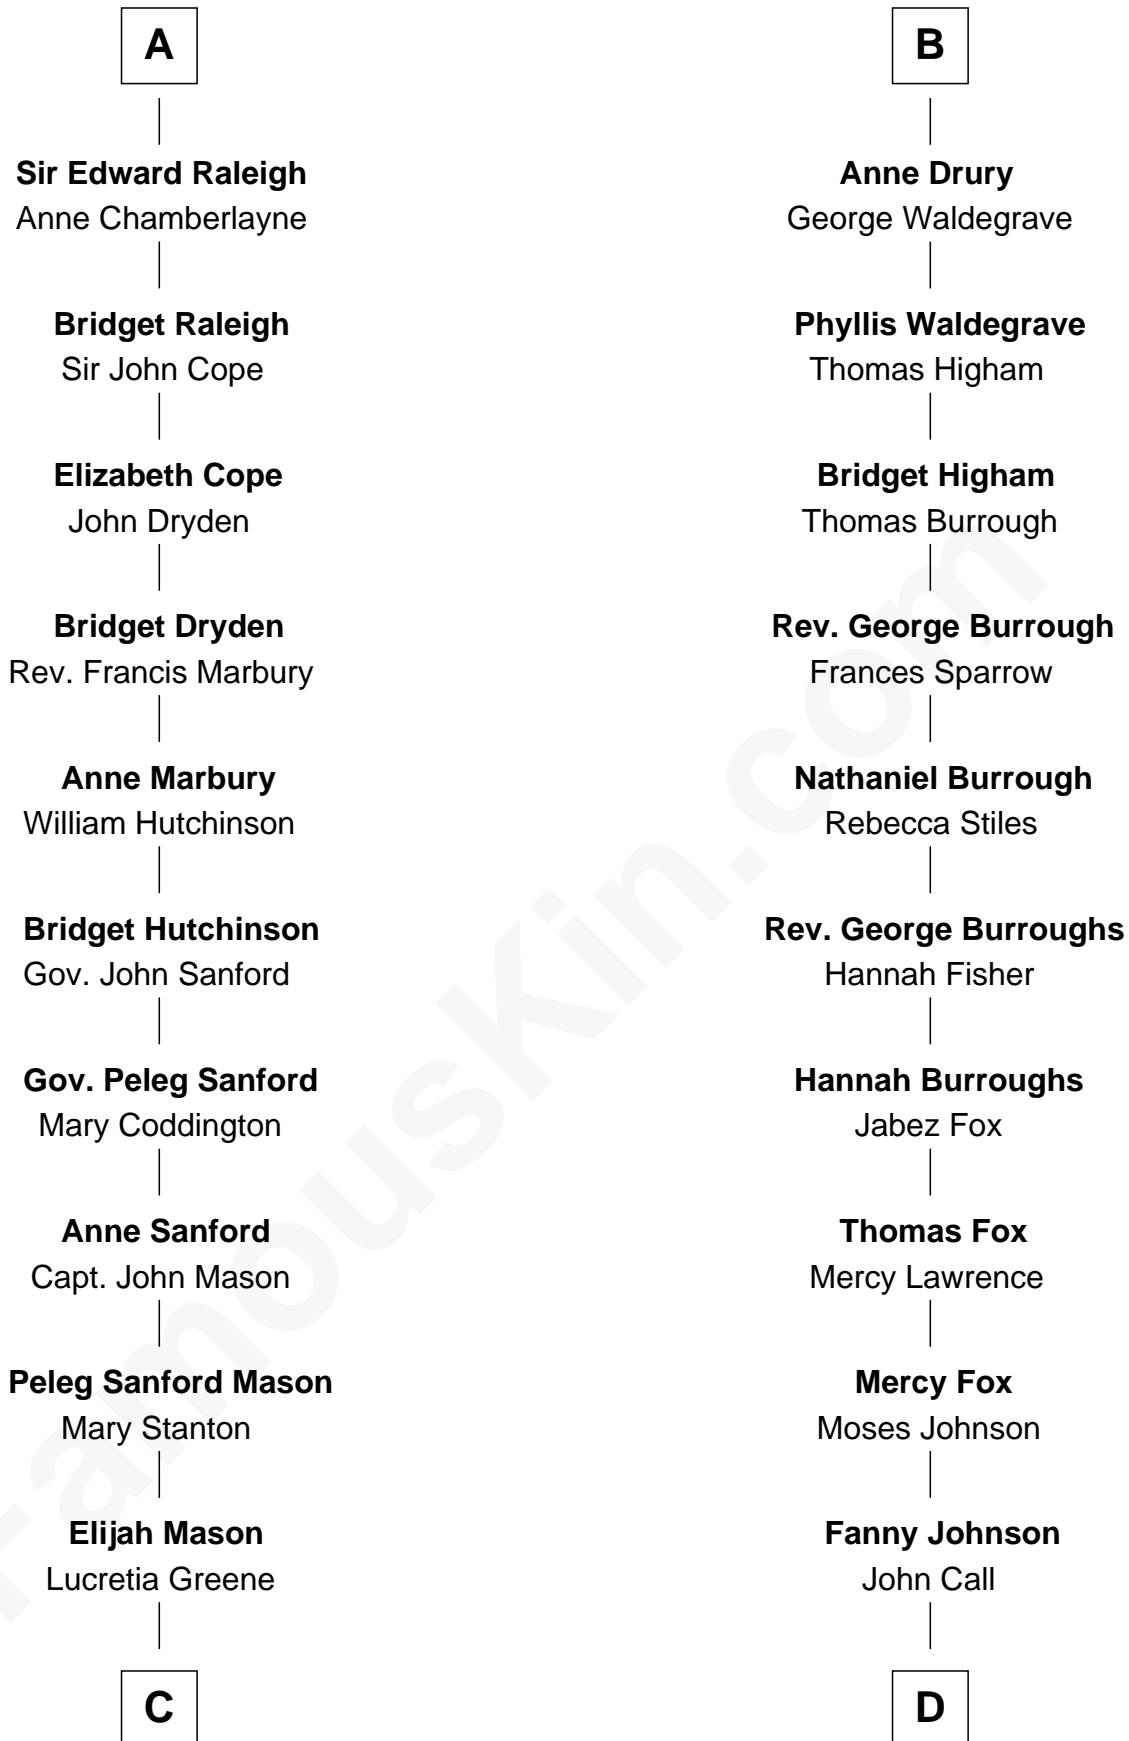 A
Sir Edward Raleigh
Anne Chamberlayne
Bridget Raleigh
Sir John Cope
Elizabeth Cope
John Dryden
Bridget Dryden
Rev. Francis Marbury
Anne Marbury
William Hutchinson
Bridget Hutchinson
Gov. John Sanford
Gov. Peleg Sanford
Mary Coddington
Anne Sanford
Capt. John Mason
Peleg Sanford Mason
Mary Stanton
Elijah Mason
Lucretia Greene
C
B
Anne Drury
George Waldegrave
Phyllis Waldegrave
Thomas Higham
Bridget Higham
Thomas Burrough
Rev. George Burrough
Frances Sparrow
Nathaniel Burrough
Rebecca Stiles
Rev. George Burroughs
Hannah Fisher
Hannah Burroughs
Jabez Fox
Thomas Fox
Mercy Lawrence
Mercy Fox
Moses Johnson
Fanny Johnson
John Call
D
FamousKin.com